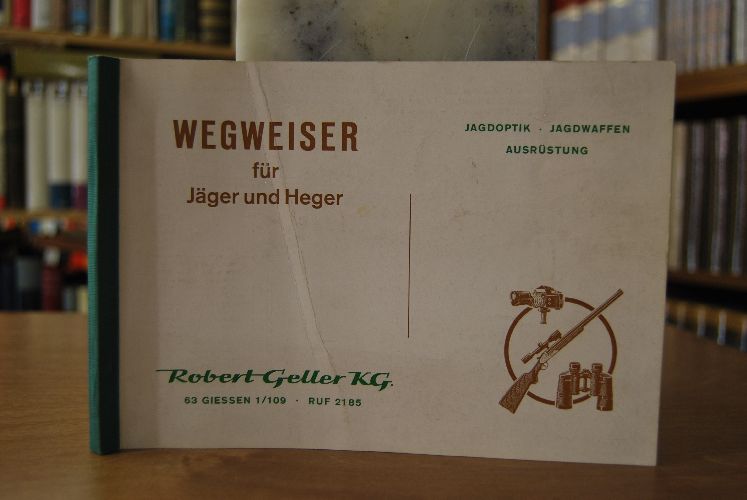 WEGWEISER
für
Jäger und Heger
JAGDOPTIK · JAGDWAFFEN
AUSRÜSTUNG
Robert Geller KG.
63 GIESSEN 1/109 · RUF 2185